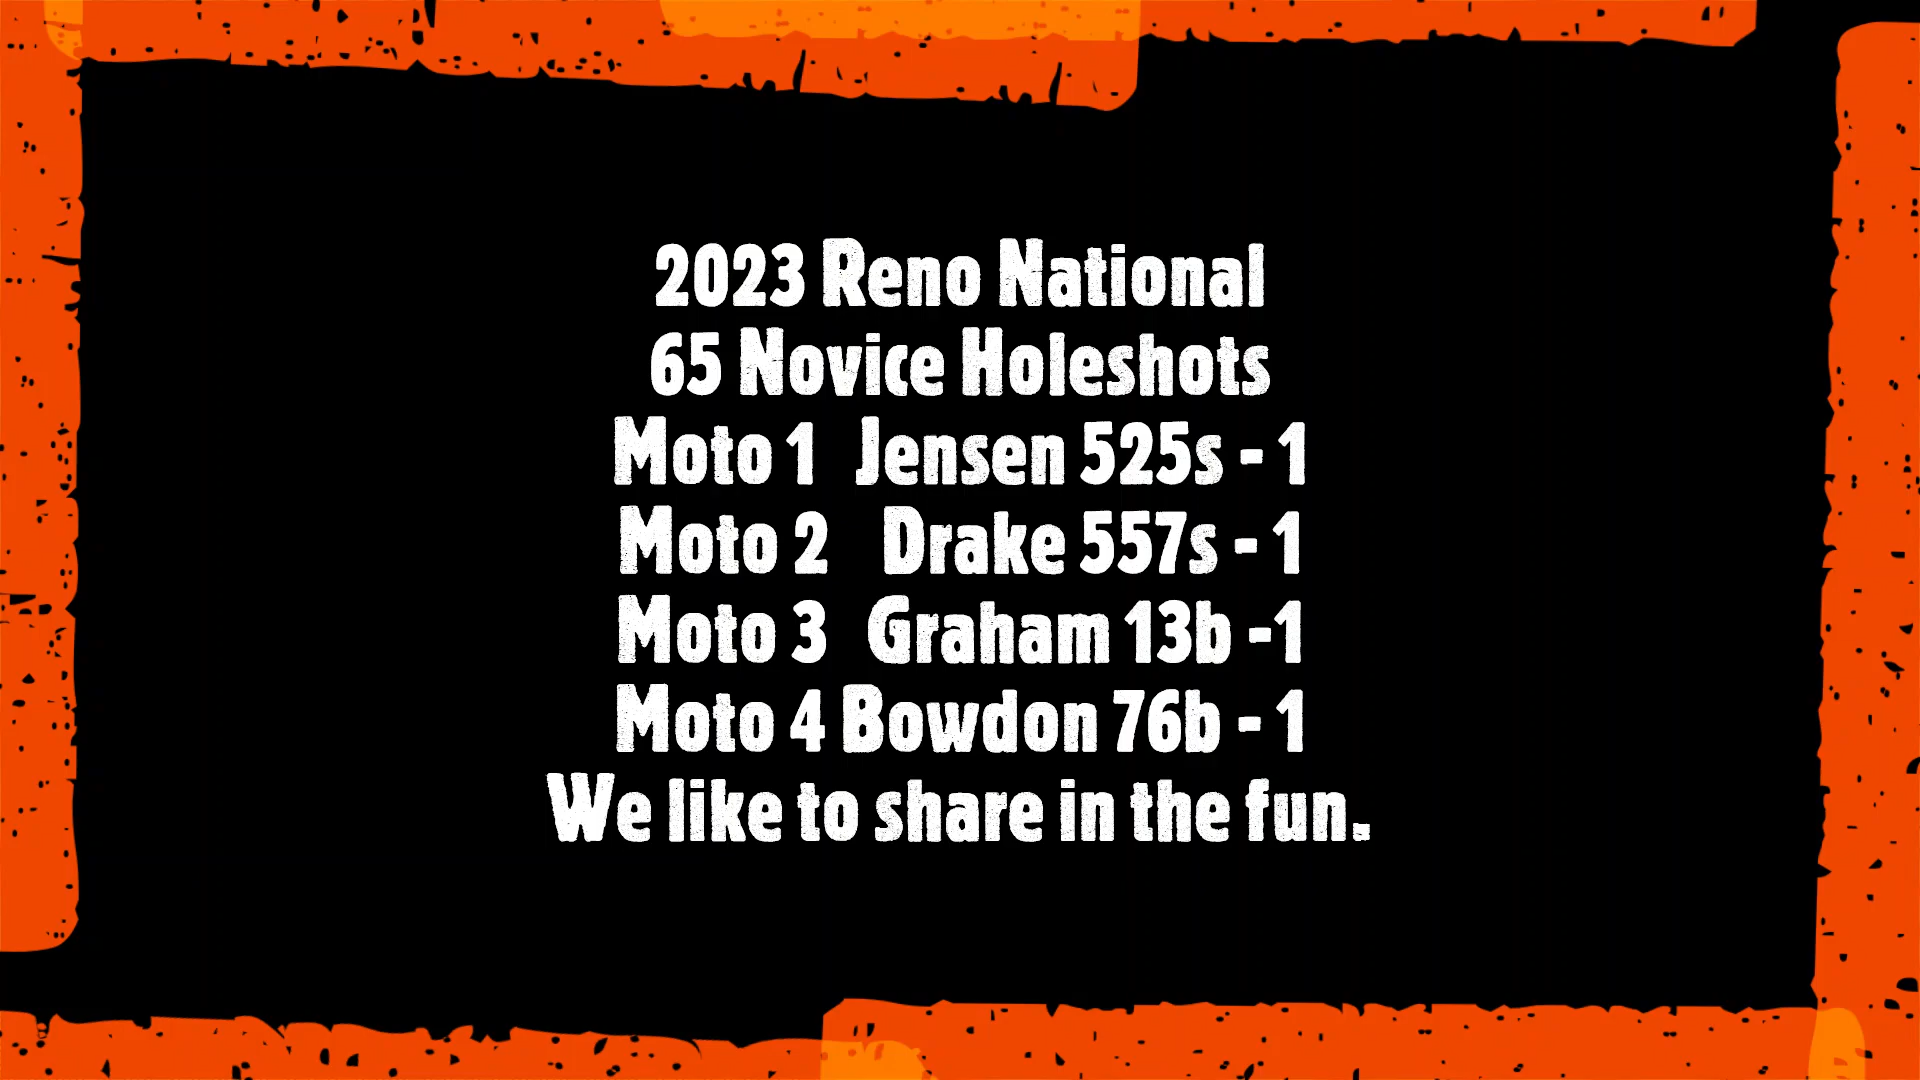 2023 Reno National
65 Novice Holeshots
Moto 1 Jensen 525s - 1
Moto 2 Drake 557s - 1
Moto 3 Graham 13b -1
Moto 4 Bowdon 76b - 1
We like to share in the fun.